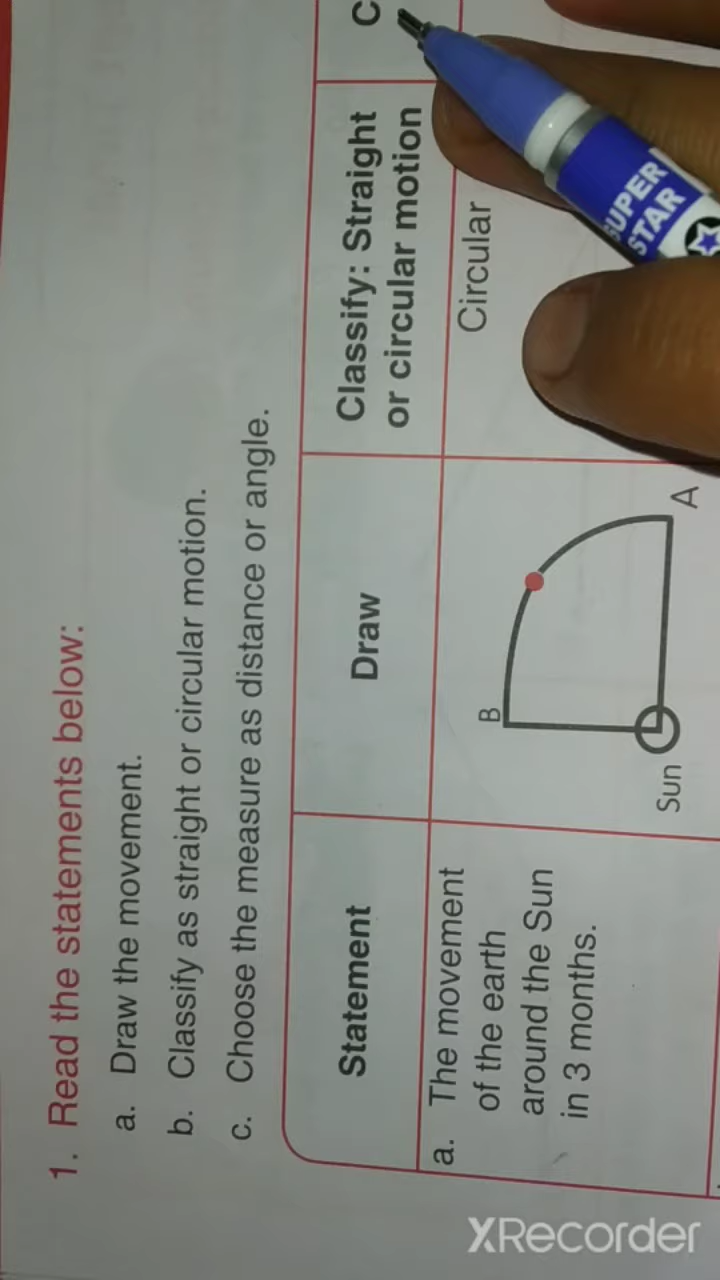 1. Read the statements below:
a. Draw the movement.
b. Classify as straight or circular motion.
c. Choose the measure as distance or angle.
Statement
Draw
Classify: Straight
or circular motion
C
a. The movement
of the earth
around the Sun
in 3 months.
B
A
Sun
Circular
SUPER
STAR
XRecorder